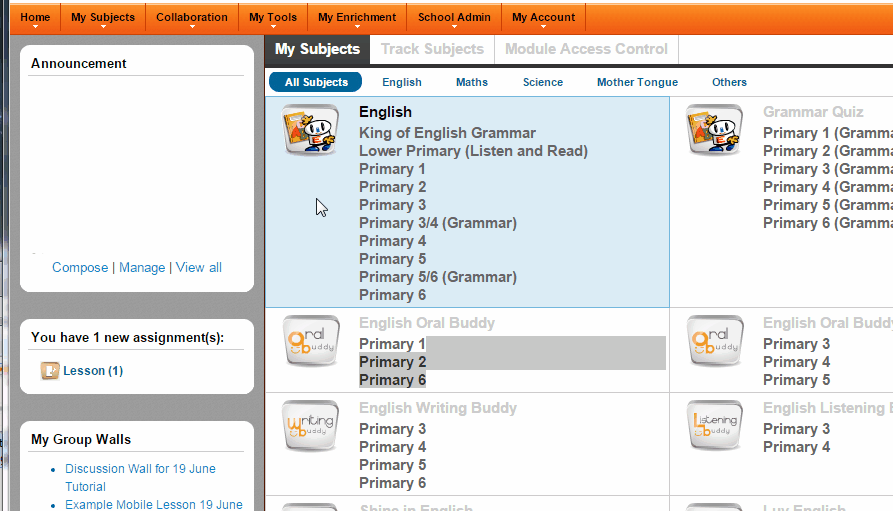 Home My Subjects Collaboration My Tools My Enrichment School Admin My Account
Announcement
Compose | Manage | View all
You have 1 new assignment(s):
Lesson (1)
My Group Walls
Discussion Wall for 19 June
Tutorial
Example Mobile Lesson 19 June
My Subjects Track Subjects Module Access Control
All Subjects English Maths Science Mother Tongue Others
English
King of English Grammar
Lower Primary (Listen and Read)
Primary 1
Primary 2
Primary 3
Primary 3/4 (Grammar)
Primary 4
Primary 5
Primary 5/6 (Grammar)
Primary 6
Grammar Quiz
Primary 1 (Gramma
Primary 2 (Gramma
Primary 3 (Gramma
Primary 4 (Gramma
Primary 5 (Gramma
Primary 6 (Gramma
oral
buddy
English Oral Buddy
Primary 1
Primary 2
Primary 6
oral
buddy
English Oral Buddy
Primary 3
Primary 4
Primary 5
writing
buddy
English Writing Buddy
Primary 3
Primary 4
Primary 5
Primary 6
Listening
buddy
English Listening
Primary 3
Primary 4